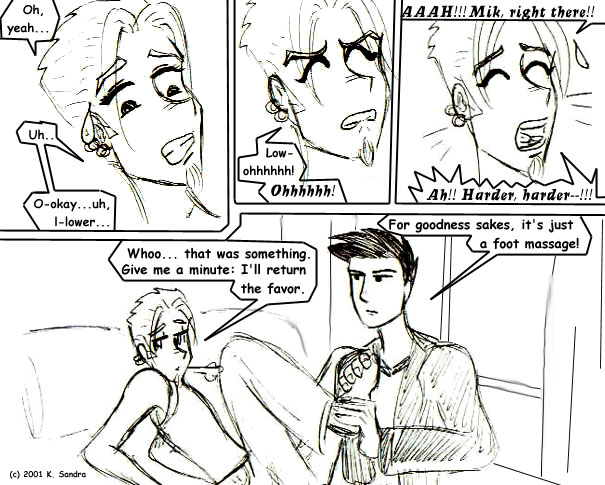 Oh,
yeah...
Uh..
O-okay...uh,
l-lower...
Low-
ohhhhhh!
Ohhhhhh!
AAAH!!! Mik, right there!!
Ah!! Harder, harder--!!!
Whoo... that was something.
Give me a minute: I'll return
the favor.
For goodness sakes, it's just
a foot massage!
(c) 2001 K. Sandra